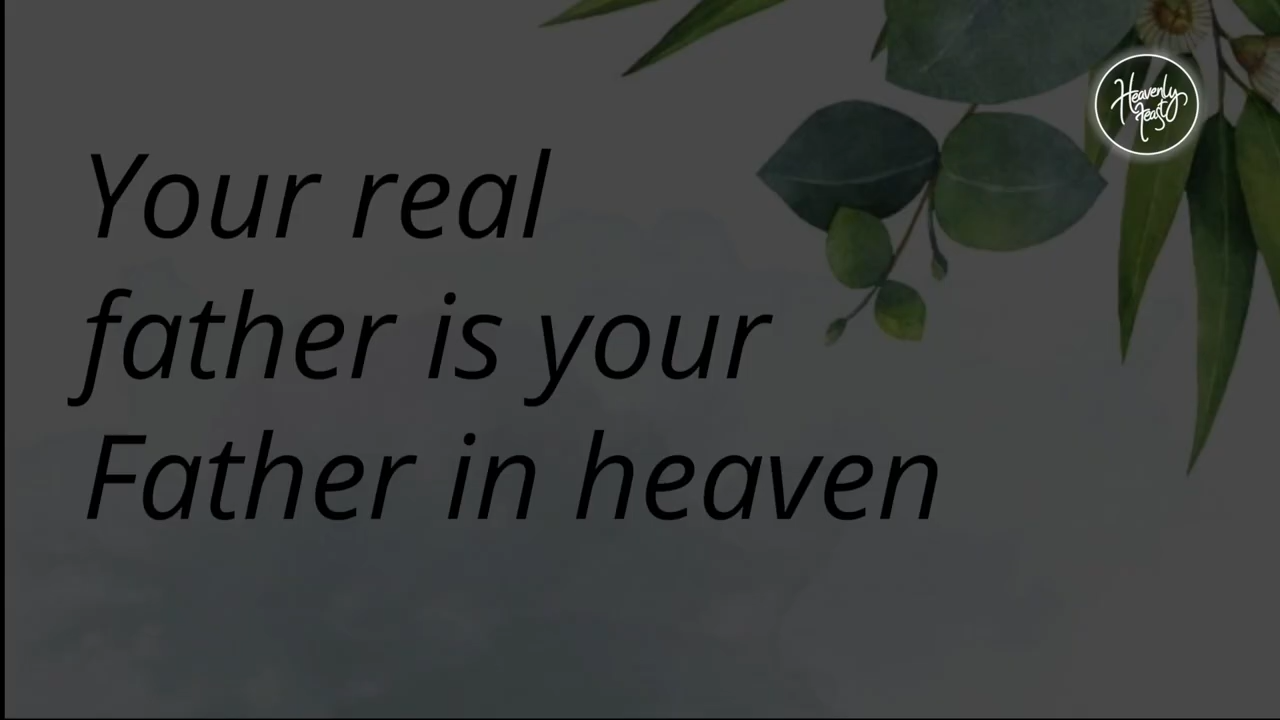 Heavenly
feast
Your real
father is your
Father in heaven